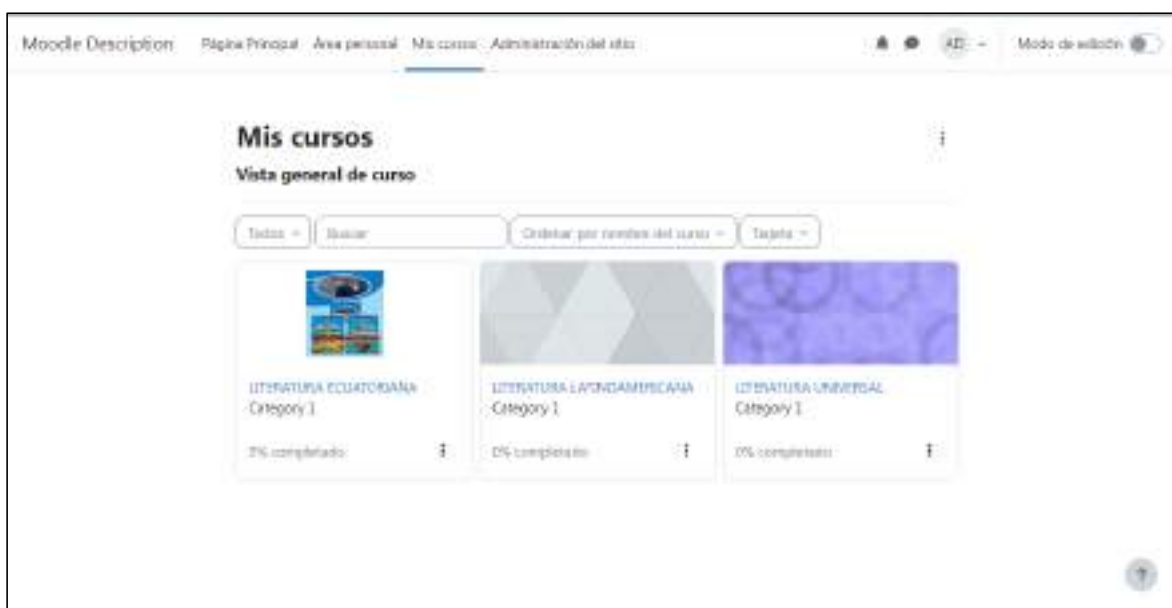 Moodle Description Página Principal Área personal Mis cursos Administración del sitio AD Modo de edición
Mis cursos
Vista general de curso
Todos Buscar Ordenar por nombre del curso Tarjeta
LITERATURA ECUATORIANA LITERATURA LATINOAMERICANA LITERATURA UNIVERSAL
Category 1 Category 1 Category 1
completado 0% completado 0% completado